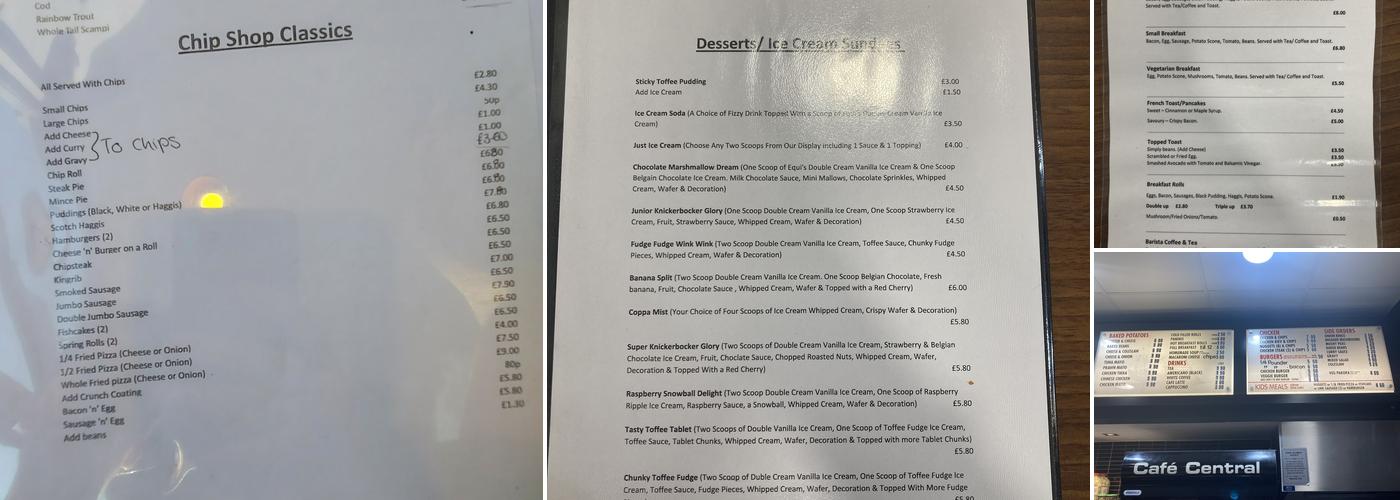 Cod
Rainbow Trout
Whole Tail Scampi
Chip Shop Classics
All Served With Chips
Small Chips
Large Chips
Add Cheese
Add Curry
Add Gravy
To Chips
Chip Roll
Steak Pie
Mince Pie
Puddings (Black, White or Haggis)
Scotch Haggis
Hamburgers (2)
Cheese 'n' Burger on a Roll
Chipsteak
Kingrib
Smoked Sausage
Jumbo Sausage
Double Jumbo Sausage
Fishcakes (2)
Spring Rolls (2)
1/4 Fried Pizza (Cheese or Onion)
1/2 Fried Pizza (Cheese or Onion)
Whole Fried pizza (Cheese or Onion)
Add Crunch Coating
Bacon 'n' Egg
Sausage 'n' Egg
Add beans
£2.80
£4.30
50p
£1.00
£1.00
£6.80
£6.50
£6.50
£6.50
£7.00
£6.50
£7.90
£6.50
£6.50
£4.00
£7.50
£9.00
80p
£5.80
£5.80
£1.30
Desserts/ Ice Cream Sundaes
Sticky Toffee Pudding £3.00
Add Ice Cream £1.50
Ice Cream Soda (A Choice of Fizzy Drink Topped With a Scoop of Double Cream Vanilla Ice
Cream) £3.50
Just Ice Cream (Choose Any Two Scoops From Our Display including 1 Sauce & 1 Topping) £4.00
Chocolate Marshmallow Dream (One Scoop of Equi's Double Cream Vanilla Ice Cream & One Scoop
Belgain Chocolate Ice Cream. Milk Chocolate Sauce, Mini Mallows, Chocolate Sprinkles, Whipped
Cream, Wafer & Decoration) £4.50
Junior Knickerbocker Glory (One Scoop Double Cream Vanilla Ice Cream, One Scoop Strawberry Ice
Cream, Fruit, Strawberry Sauce, Whipped Cream, Wafer & Decoration) £4.50
Fudge Fudge Wink Wink (Two Scoop Double Cream Vanilla Ice Cream, Toffee Sauce, Chunky Fudge
Pieces, Whipped Cream, Wafer & Decoration) £4.50
Banana Split (Two Scoop Double Cream Vanilla Ice Cream. One Scoop Belgian Chocolate, Fresh
banana, Fruit, Chocolate Sauce , Whipped Cream, Wafer & Topped with a Red Cherry) £6.00
Coppa Mist (Your Choice of Four Scoops of Ice Cream Whipped Cream, Crispy Wafer & Decoration)
£5.80
Super Knickerbocker Glory (Two Scoops of Double Cream Vanilla Ice Cream, Strawberry & Belgian
Chocolate Ice Cream, Fruit, Choclate Sauce, Chopped Roasted Nuts, Whipped Cream, Wafer,
Decoration & Topped With a Red Cherry) £5.80
Raspberry Snowball Delight (Two Scoop Double Cream Vanilla Ice Cream, One Scoop of Raspberry
Ripple Ice Cream, Raspberry Sauce, a Snowball, Whipped Cream, Wafer & Decoration) £5.80
Tasty Toffee Tablet (Two Scoops of Double Cream Vanilla Ice Cream, One Scoop of Toffee Fudge Ice Cream,
Toffee Sauce, Tablet Chunks, Whipped Cream, Wafer, Decoration & Topped with more Tablet Chunks)
£5.80
Chunky Toffee Fudge (Two Scoop of Duble Cream Vanilla Ice Cream, One Scoop of Toffee Fudge Ice
Cream, Toffee Sauce, Fudge Pieces, Whipped Cream, Wafer, Decoration & Topped With More Fudge
£5.80
Served with Tea/Coffee and Toast.
£8.00
Small Breakfast
Bacon, Egg, Sausage, Potato Scone, Tomato, Beans. Served with Tea/ Coffee and Toast.
£6.80
Vegetarian Breakfast
Egg, Potato Scone, Mushrooms, Tomato, Beans. Served with Tea/ Coffee and Toast.
£5.50
French Toast/Pancakes
Sweet – Cinnamon or Maple Syrup. £4.50
Savoury – Crispy Bacon. £5.00
Topped Toast
Simply beans. (Add Cheese) £3.50
Scrambled or Fried Egg. £3.50
Smashed Avocado with Tomato and Balsamic Vinegar.
Breakfast Rolls
Eggs, Bacon, Sausages, Black Pudding, Haggis, Potato Scone. £1.90
Double up £2.80 Triple up £3.70
Mushroom/Fried Onions/Tomato. £0.50
Barista Coffee & Tea
BAKED POTATOES
DRINKS
CHICKEN
BURGERS
SIDE ORDERS
KIDS MEALS
Café Central